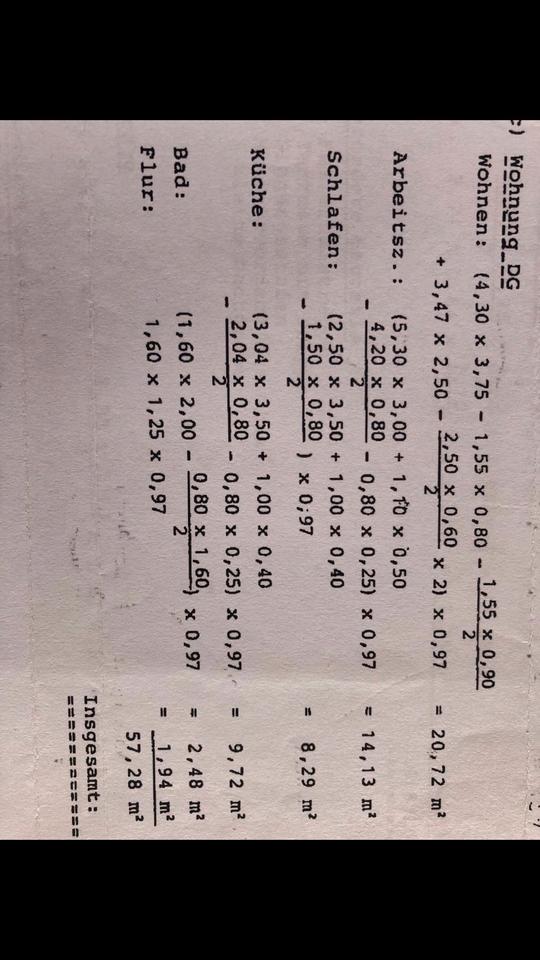 c) Wohnung DG
Wohnen: (4,30 x 3,75 - 1,55 x 0,80 - 1,55 x 0,90
2
+ 3,47 x 2,50 - 2,50 x 0,60 x 2) x 0,97 = 20,72 m²
2
Arbeitsz.: (5,30 x 3,00 + 1,10 x 0,50
- 4,20 x 0,80 - 0,80 x 0,25) x 0,97 = 14,13 m²
2
Schlafen: (2,50 x 3,50 + 1,00 x 0,40
- 1,50 x 0,80 ) x 0,97 = 8,29 m²
2
Küche: (3,04 x 3,50 + 1,00 x 0,40
- 2,04 x 0,80 - 0,80 x 0,25) x 0,97 = 9,72 m²
2
Bad: (1,60 x 2,00 - 0,80 x 1,60) x 0,97 = 2,48 m²
2
Flur: 1,60 x 1,25 x 0,97 = 1,94 m²
57,28 m²
Insgesamt:
=============